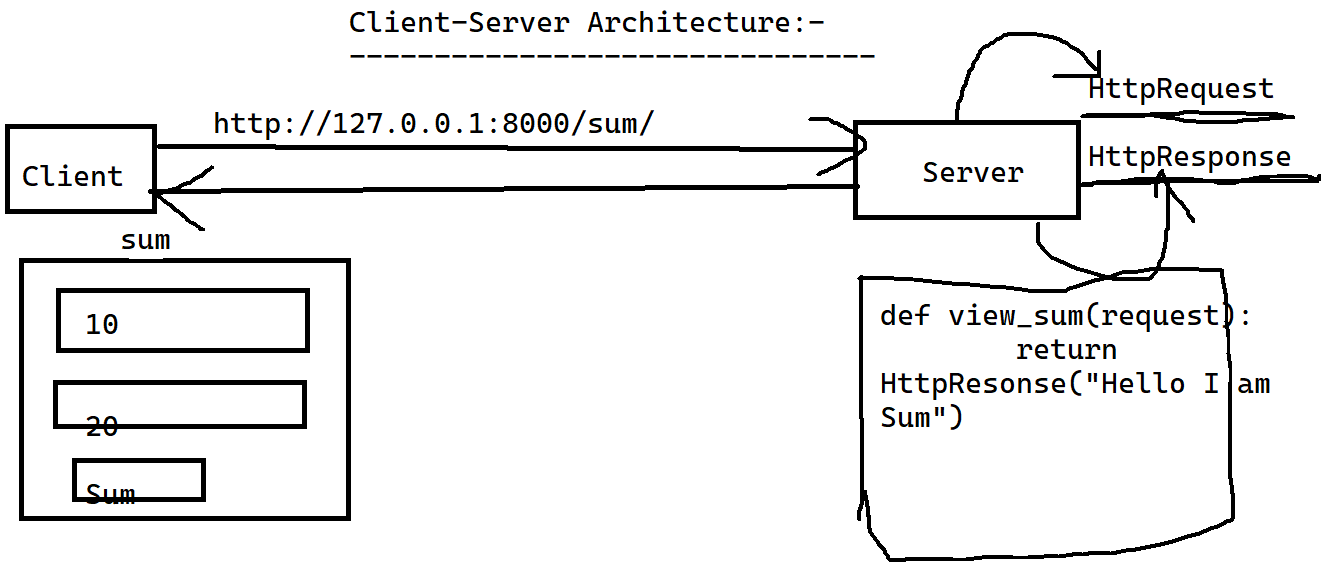 Client-Server Architecture:-
--------------------------------
http://127.0.0.1:8000/sum/
HttpRequest
HttpResponse
Client
Server
sum
10
20
Sum
def view_sum(request):
return
HttpResonse("Hello I am
Sum")